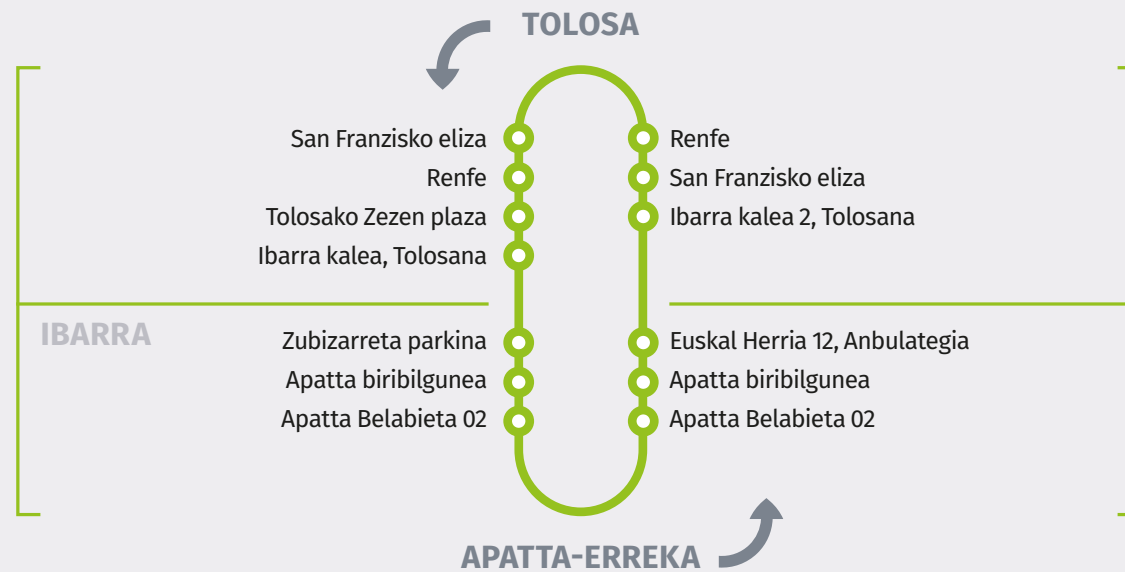 TOLOSA
San Franzisko eliza
Renfe
Tolosako Zezen plaza
Ibarra kalea, Tolosana
Renfe
San Franzisko eliza
Ibarra kalea 2, Tolosana
IBARRA
Zubizarreta parkina
Apatta biribilgunea
Apatta Belabieta 02
Euskal Herria 12, Anbulategia
Apatta biribilgunea
Apatta Belabieta 02
APATTA-ERREKA